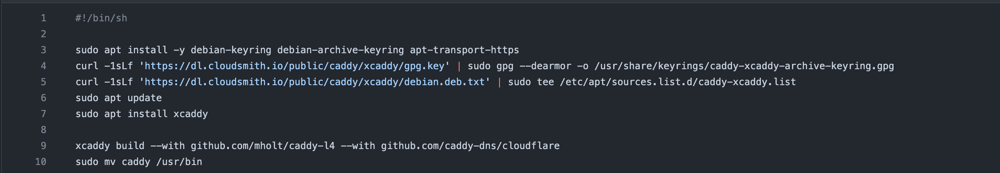 1 #!/bin/sh
2
3 sudo apt install -y debian-keyring debian-archive-keyring apt-transport-https
4 curl -1sLf 'https://dl.cloudsmith.io/public/caddy/xcaddy/gpg.key' | sudo gpg --dearmor -o /usr/share/keyrings/caddy-xcaddy-archive-keyring.gpg
5 curl -1sLf 'https://dl.cloudsmith.io/public/caddy/xcaddy/debian.deb.txt' | sudo tee /etc/apt/sources.list.d/caddy-xcaddy.list
6 sudo apt update
7 sudo apt install xcaddy
8
9 xcaddy build --with github.com/mholt/caddy-l4 --with github.com/caddy-dns/cloudflare
10 sudo mv caddy /usr/bin